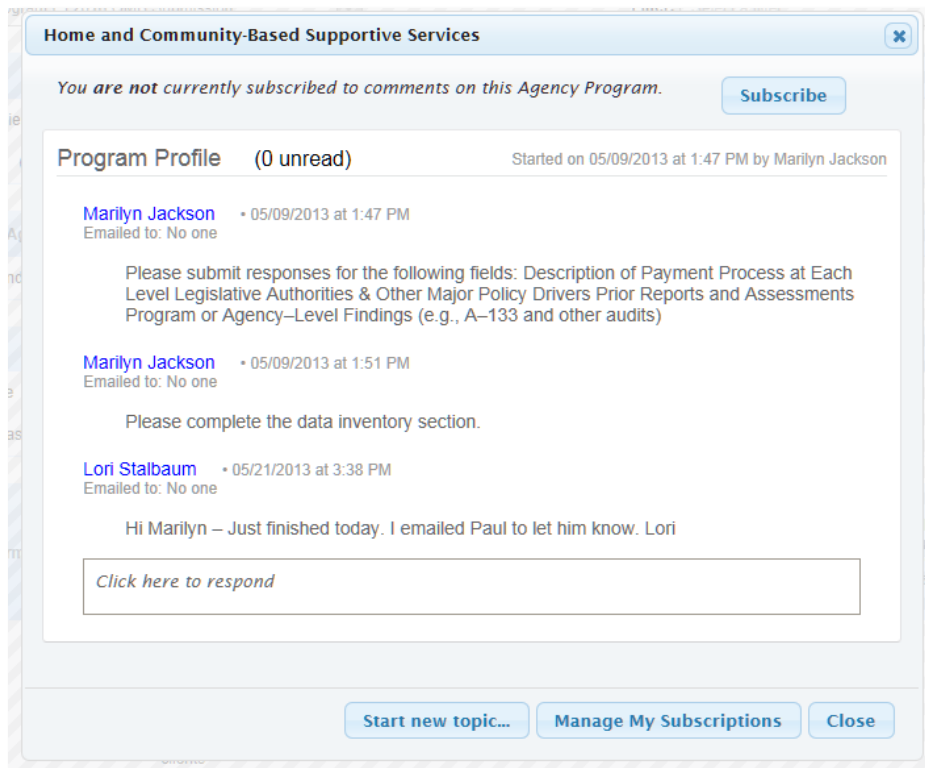 Home and Community-Based Supportive Services
You are not currently subscribed to comments on this Agency Program.
Subscribe
Program Profile (0 unread)
Started on 05/09/2013 at 1:47 PM by Marilyn Jackson
Marilyn Jackson • 05/09/2013 at 1:47 PM
Emailed to: No one
Please submit responses for the following fields: Description of Payment Process at Each
Level Legislative Authorities & Other Major Policy Drivers Prior Reports and Assessments
Program or Agency–Level Findings (e.g., A–133 and other audits)
Marilyn Jackson • 05/09/2013 at 1:51 PM
Emailed to: No one
Please complete the data inventory section.
Lori Stalbaum • 05/21/2013 at 3:38 PM
Emailed to: No one
Hi Marilyn – Just finished today. I emailed Paul to let him know. Lori
Click here to respond
Start new topic... Manage My Subscriptions Close